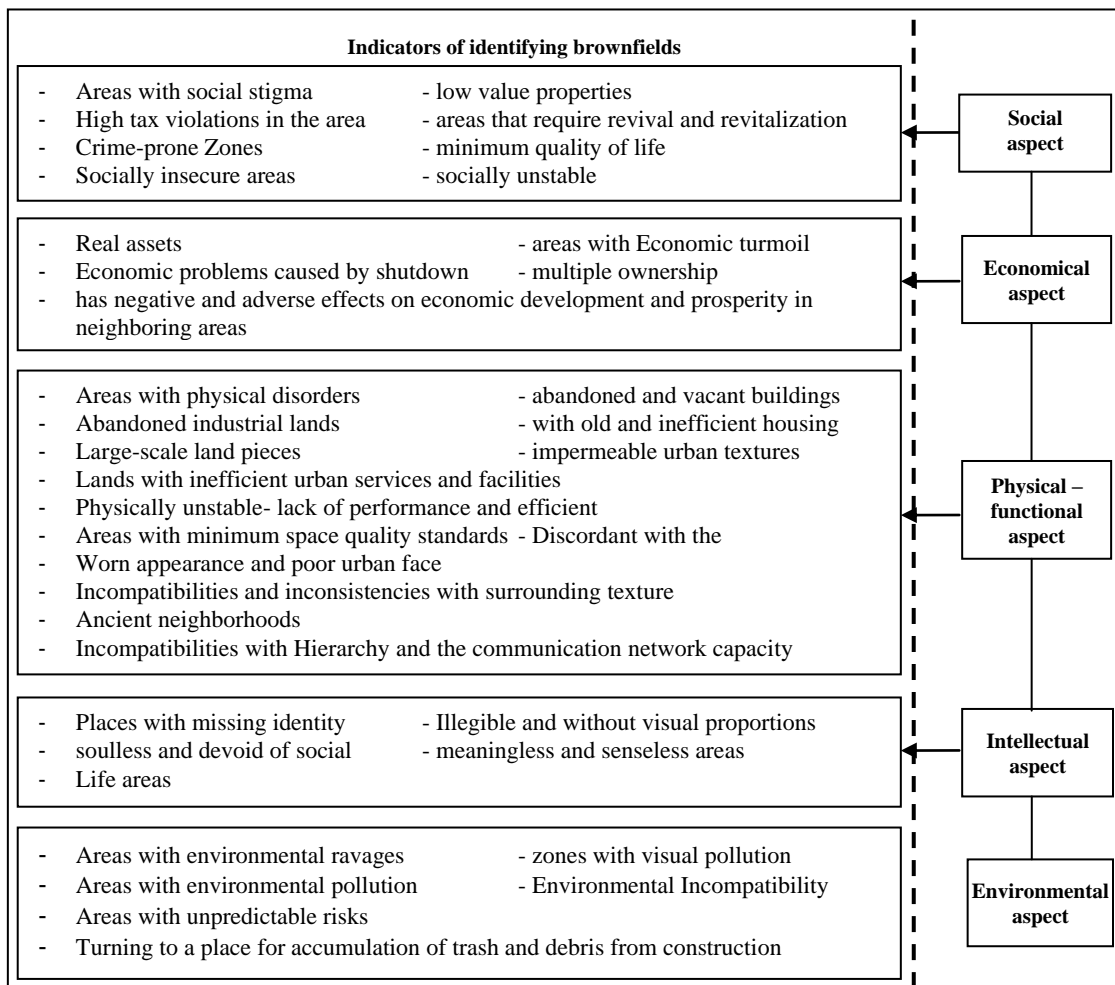 Indicators of identifying brownfields
- Areas with social stigma - low value properties
- High tax violations in the area - areas that require revival and revitalization
- Crime-prone Zones - minimum quality of life
- Socially insecure areas - socially unstable
Social
aspect
- Real assets - areas with Economic turmoil
- Economic problems caused by shutdown - multiple ownership
- has negative and adverse effects on economic development and prosperity in
neighboring areas
Economical
aspect
- Areas with physical disorders - abandoned and vacant buildings
- Abandoned industrial lands - with old and inefficient housing
- Large-scale land pieces - impermeable urban textures
- Lands with inefficient urban services and facilities
- Physically unstable- lack of performance and efficient
- Areas with minimum space quality standards - Discordant with the
- Worn appearance and poor urban face
- Incompatibilities and inconsistencies with surrounding texture
- Ancient neighborhoods
- Incompatibilities with Hierarchy and the communication network capacity
Physical –
functional
aspect
- Places with missing identity - Illegible and without visual proportions
- soulless and devoid of social - meaningless and senseless areas
- Life areas
Intellectual
aspect
- Areas with environmental ravages - zones with visual pollution
- Areas with environmental pollution - Environmental Incompatibility
- Areas with unpredictable risks
- Turning to a place for accumulation of trash and debris from construction
Environmental
aspect